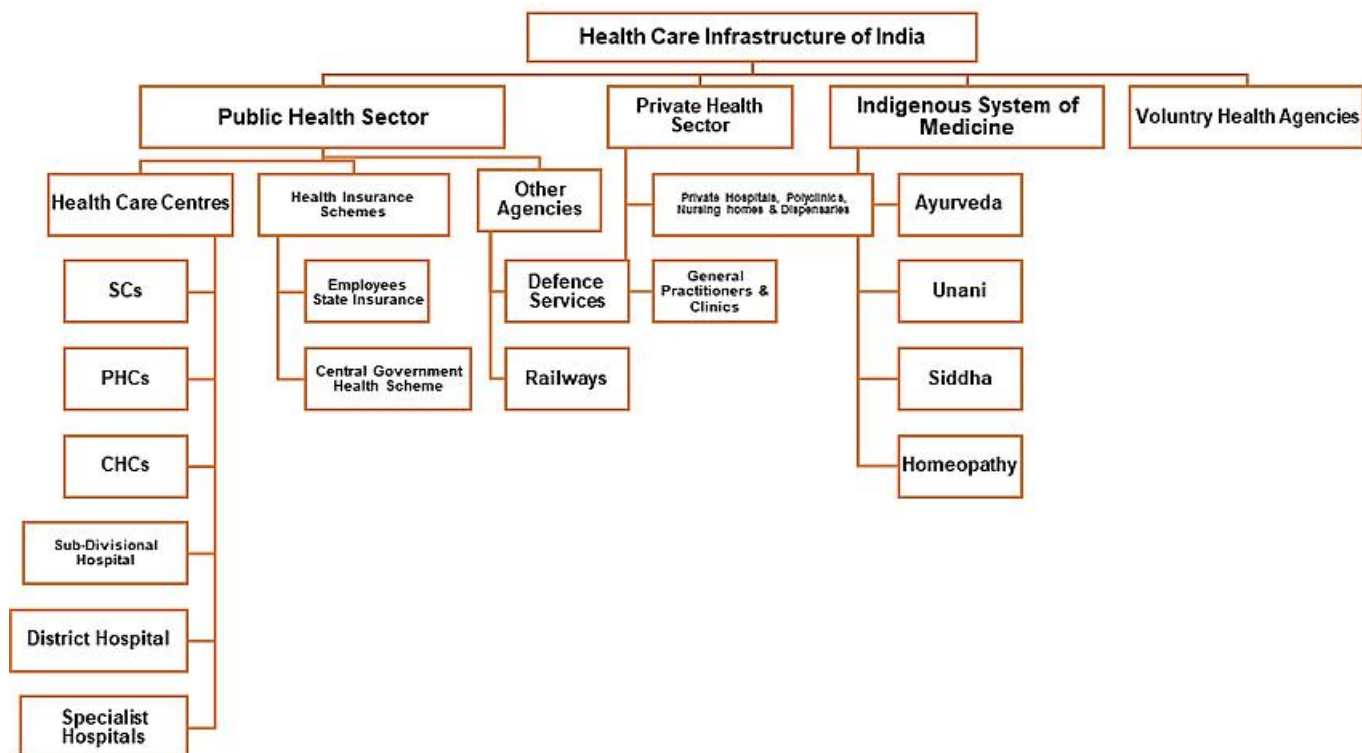 Health Care Infrastructure of India
Public Health Sector
Private Health
Sector
Indigenous System of
Medicine
Voluntry Health Agencies
Health Care Centres
Health Insurance
Schemes
Other
Agencies
Private Hospitals, Polyclinics,
Nursing homes & Dispensaries
Ayurveda
SCs
Employees
State Insurance
Defence
Services
General
Practitioners &
Clinics
Unani
PHCs
Central Government
Health Scheme
Railways
Siddha
CHCs
Homeopathy
Sub-Divisional
Hospital
District Hospital
Specialist
Hospitals